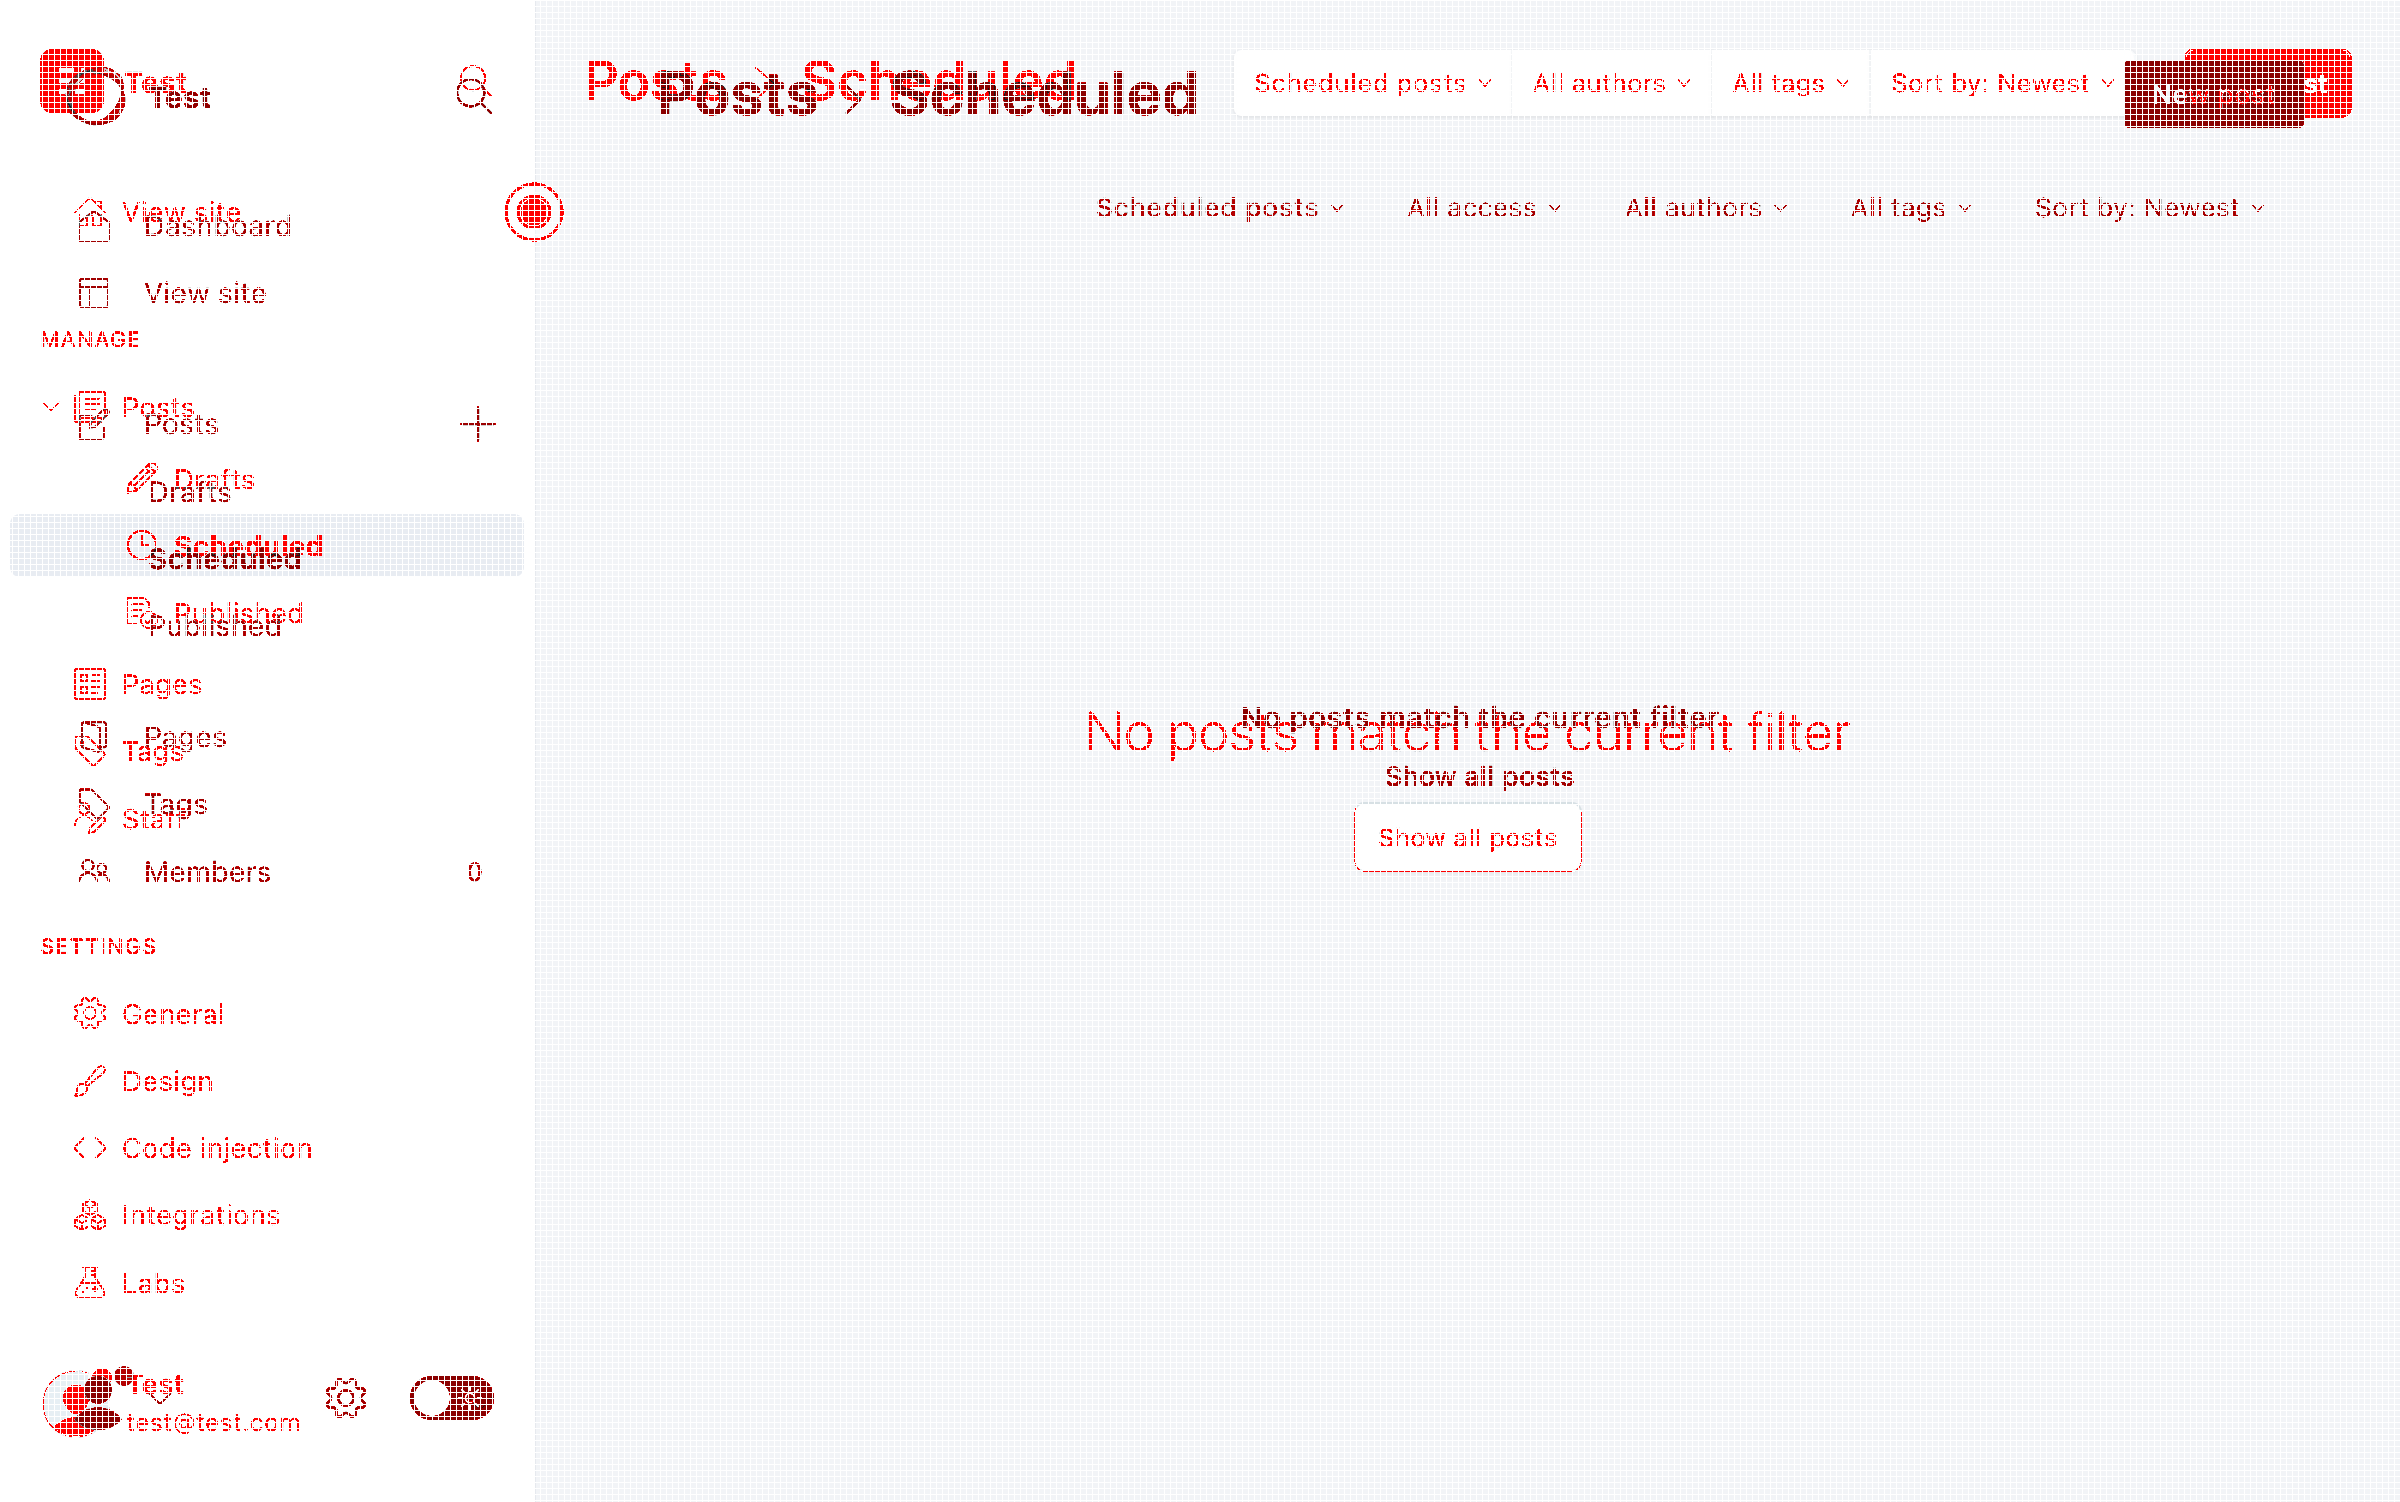 Test
Test
Posts › Scheduled
Posts › Scheduled
Scheduled posts
All authors
All tags
Sort by: Newest
View site
Dashboard
Scheduled posts
All access
All authors
All tags
Sort by: Newest
View site
MANAGE
Posts
Posts
Drafts
Drafts
Scheduled
Scheduled
Published
Published
Pages
Pages
Tags
Tags
Staff
Members
0
No posts match the current filter
No posts match the current filter
Show all posts
Show all posts
SETTINGS
General
Design
Code injection
Integrations
Labs
Test
test@test.com